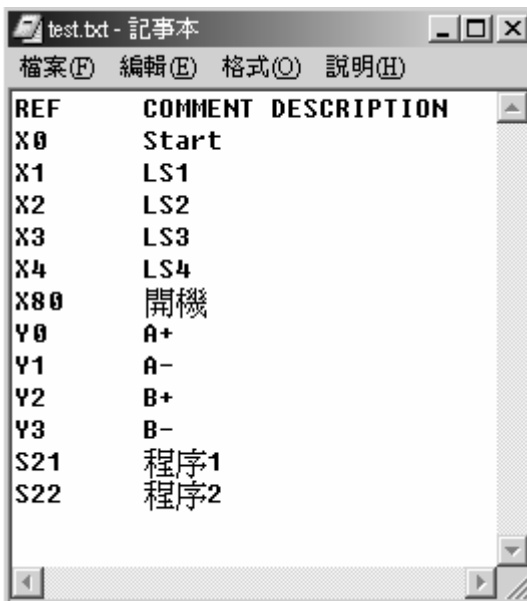 test.txt - 記事本
檔案(F) 編輯(E) 格式(O) 說明(H)
REF COMMENT DESCRIPTION
X0 Start
X1 LS1
X2 LS2
X3 LS3
X4 LS4
X80 開機
Y0 A+
Y1 A-
Y2 B+
Y3 B-
S21 程序1
S22 程序2